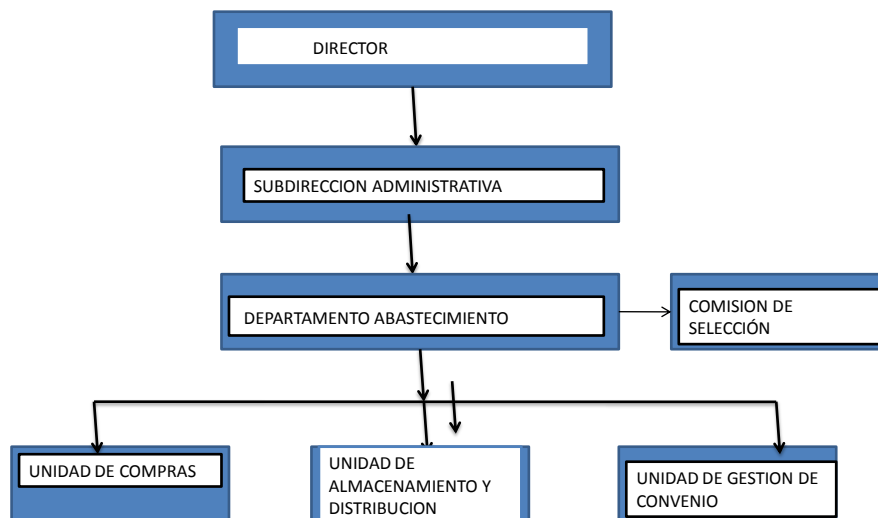 DIRECTOR
SUBDIRECCION ADMINISTRATIVA
DEPARTAMENTO ABASTECIMIENTO
COMISION DE
SELECCIÓN
UNIDAD DE COMPRAS
UNIDAD DE
ALMACENAMIENTO Y
DISTRIBUCION
UNIDAD DE GESTION DE
CONVENIO